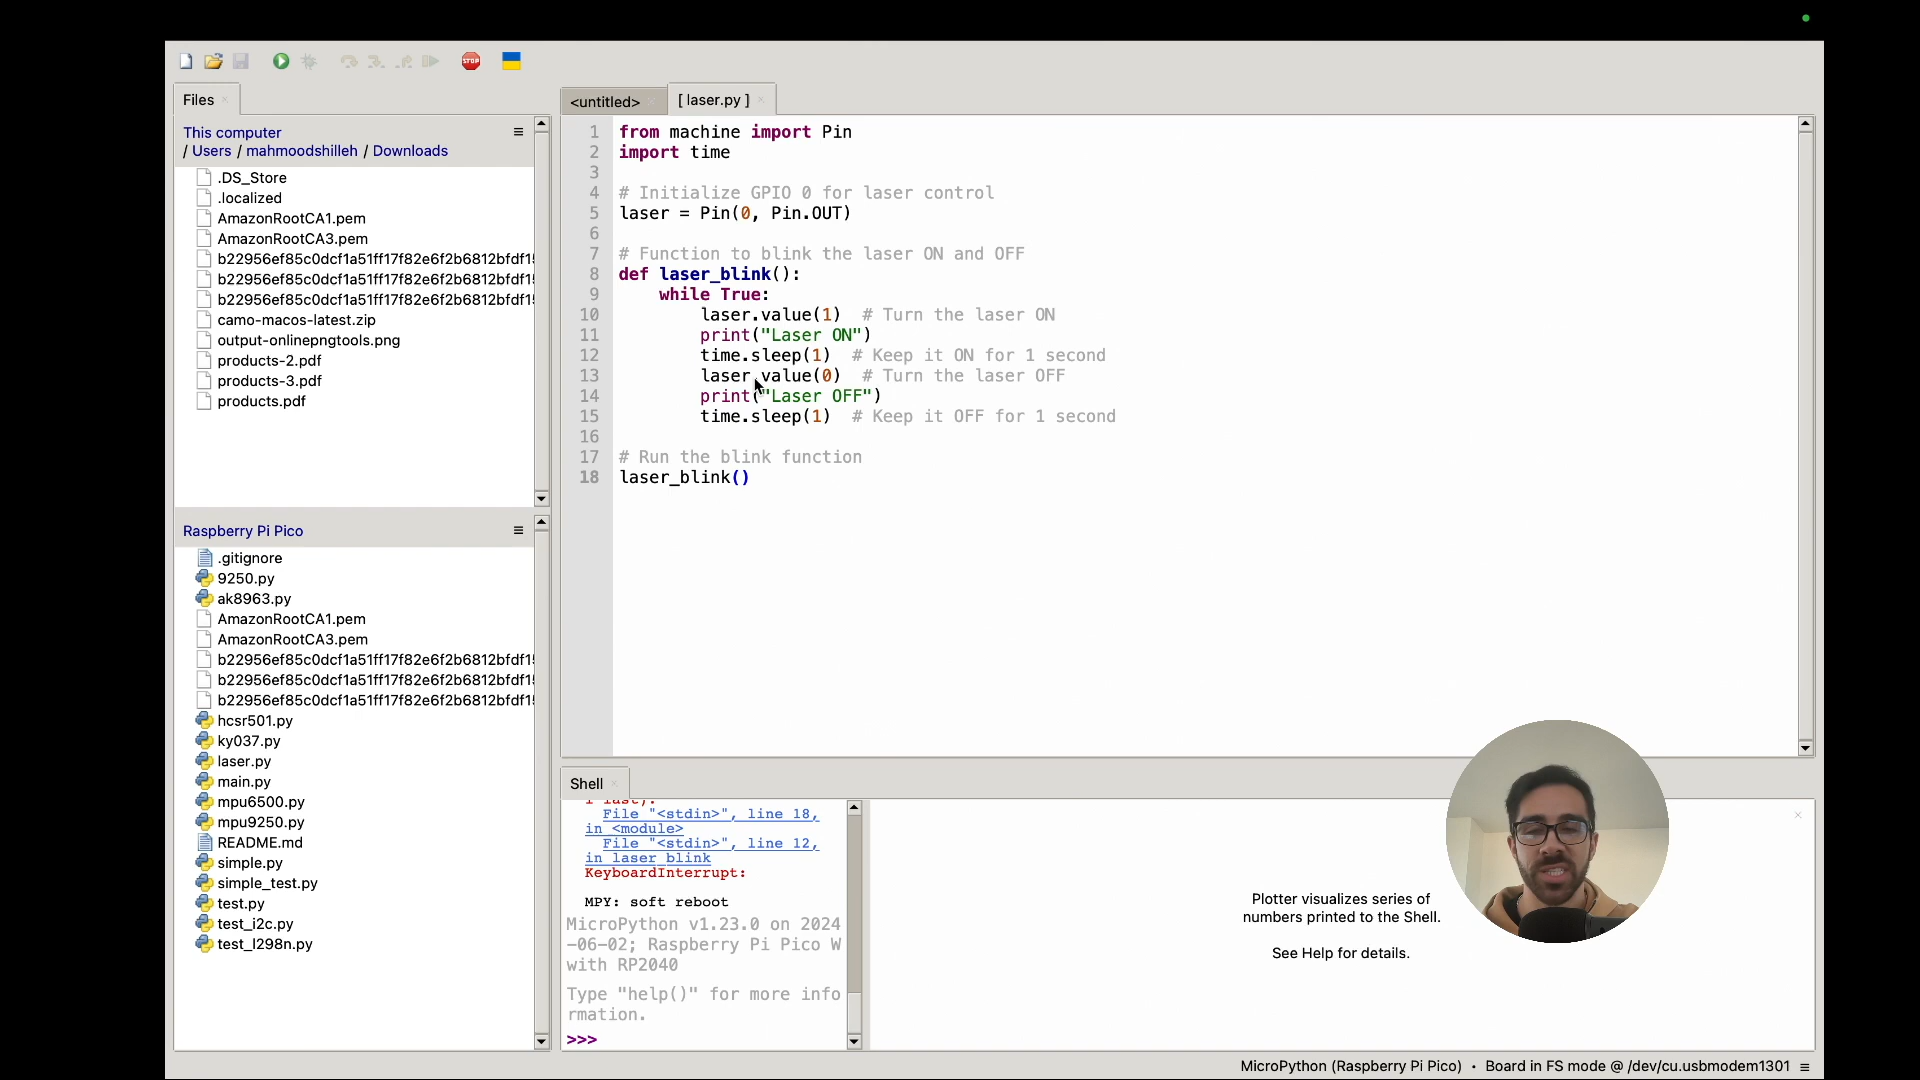 STOP
Files
<untitled>
[ laser.py ]
This computer
/ Users / mahmoodshilleh / Downloads
.DS_Store
.localized
AmazonRootCA1.pem
AmazonRootCA3.pem
b22956ef85c0dcf1a51ff17f82e6f2b6812bfdf1
b22956ef85c0dcf1a51ff17f82e6f2b6812bfdf1
b22956ef85c0dcf1a51ff17f82e6f2b6812bfdf1
camo-macos-latest.zip
output-onlinepngtools.png
products-2.pdf
products-3.pdf
products.pdf
Raspberry Pi Pico
.gitignore
9250.py
ak8963.py
AmazonRootCA1.pem
AmazonRootCA3.pem
b22956ef85c0dcf1a51ff17f82e6f2b6812bfdf1
b22956ef85c0dcf1a51ff17f82e6f2b6812bfdf1
b22956ef85c0dcf1a51ff17f82e6f2b6812bfdf1
hcsr501.py
ky037.py
laser.py
main.py
mpu6500.py
mpu9250.py
README.md
simple.py
simple_test.py
test.py
test_i2c.py
test_l298n.py
1 from machine import Pin
2 import time
3
4 # Initialize GPIO 0 for laser control
5 laser = Pin(0, Pin.OUT)
6
7 # Function to blink the laser ON and OFF
8 def laser_blink():
9 while True:
10 laser.value(1) # Turn the laser ON
11 print("Laser ON")
12 time.sleep(1) # Keep it ON for 1 second
13 laser.value(0) # Turn the laser OFF
14 print("Laser OFF")
15 time.sleep(1) # Keep it OFF for 1 second
16
17 # Run the blink function
18 laser_blink()
Shell
l last):
File "<stdin>", line 18,
in <module>
File "<stdin>", line 12,
in laser_blink
KeyboardInterrupt:
MPY: soft reboot
MicroPython v1.23.0 on 2024
-06-02; Raspberry Pi Pico W
with RP2040
Type "help()" for more info
rmation.
>>>
Plotter visualizes series of
numbers printed to the Shell.
See Help for details.
MicroPython (Raspberry Pi Pico) • Board in FS mode @ /dev/cu.usbmodem1301